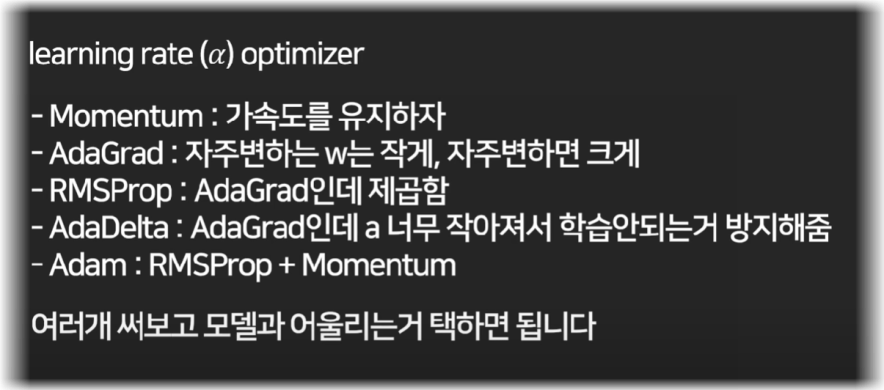 learning rate (α) optimizer
- Momentum : 가속도를 유지하자
- AdaGrad : 자주변하는 w는 작게, 자주변하면 크게
- RMSProp : AdaGrad인데 제곱함
- AdaDelta : AdaGrad인데 a 너무 작아져서 학습안되는거 방지해줌
- Adam : RMSProp + Momentum
여러개 써보고 모델과 어울리는거 택하면 됩니다